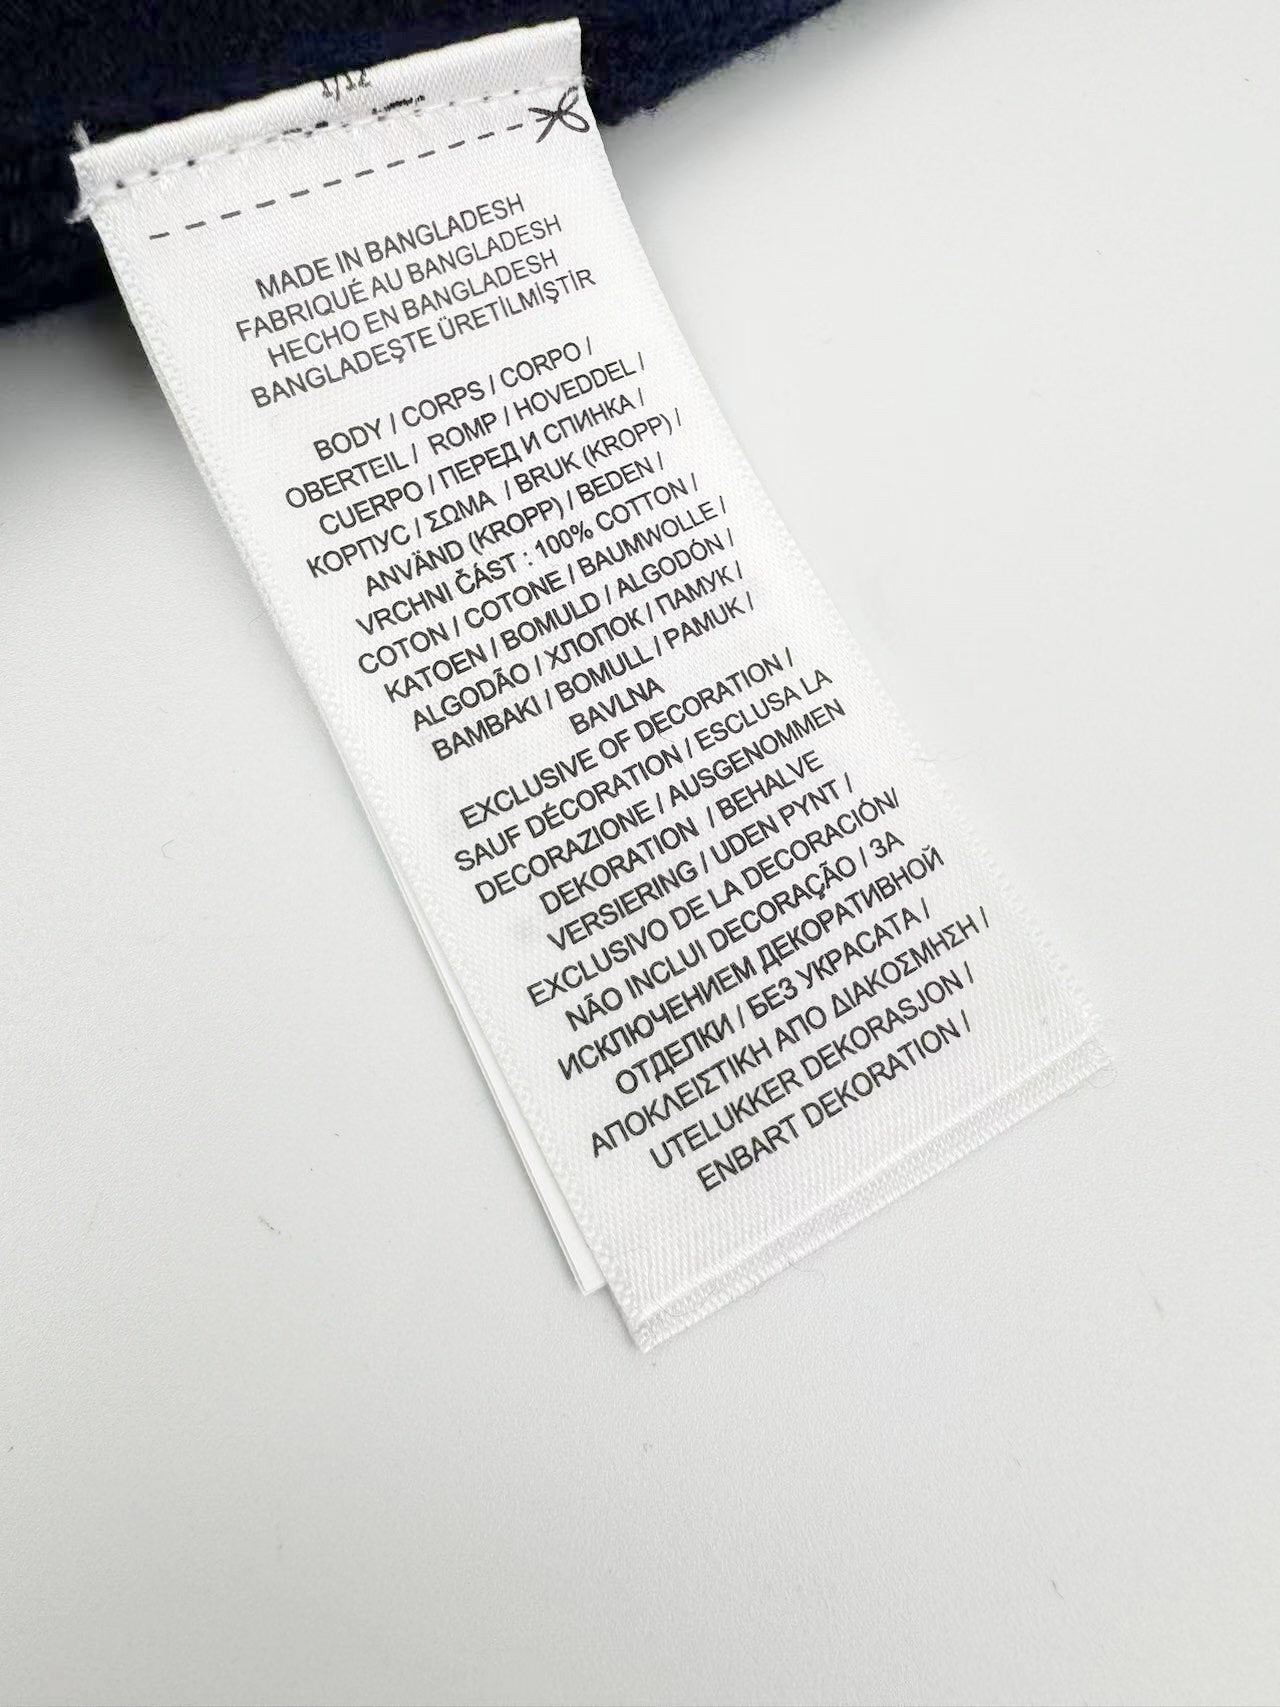 MADE IN BANGLADESH
FABRIQUÉ AU BANGLADESH
HECHO EN BANGLADESH
BANGLADEŞTE ÜRETİLMİŞTİR
BODY / CORPS / CORPO /
OBERTEIL / ROMP / HOVEDDEL /
CUERPO / ПЕРЕД И СПИНКА /
КОРПУС / ΣΩΜΑ / BRUK (KROPP) /
ANVÄND (KROPP) / BEDEN /
VRCHNI ČÁST : 100% COTTON /
COTON / COTONE / BAUMWOLLE /
KATOEN / BOMULD / ALGODÓN /
ALGODÃO / ХЛОПОК / ПАМУК /
BAMBAKI / BOMULL / PAMUK /
BAVLNA
EXCLUSIVE OF DECORATION /
SAUF DÉCORATION / ESCLUSA LA
DECORAZIONE / AUSGENOMMEN
DEKORATION / BEHALVE
VERSIERING / UDEN PYNT /
EXCLUSIVO DE LA DECORACIÓN/
NÃO INCLUI DECORAÇÃO / ЗА
ИСКЛЮЧЕНИЕМ ДЕКОРАТИВНОЙ
ОТДЕЛКИ / БЕЗ УКРАСАТА /
ΑΠΟΚΛΕΙΣΤΙΚΗ ΑΠΟ ΔΙΑΚΟΣΜΗΣΗ /
UTELUKKER DEKORASJON /
ENBART DEKORATION /